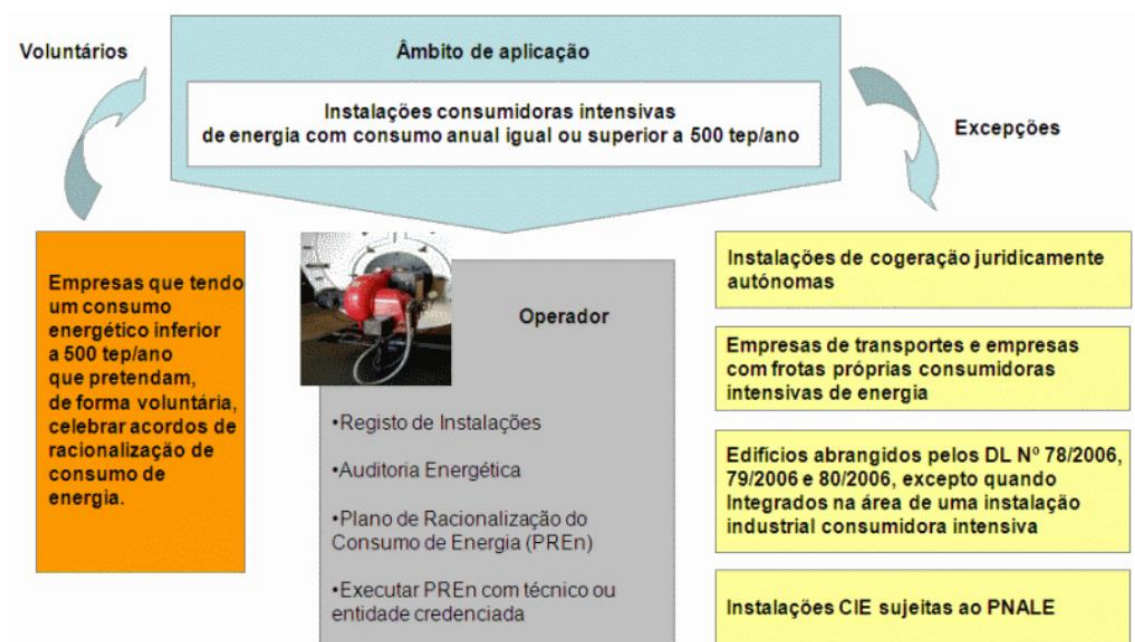 Voluntários
Âmbito de aplicação
Instalações consumidoras intensivas
de energia com consumo anual igual ou superior a 500 tep/ano
Excepções
Empresas que tendo
um consumo
energético inferior
a 500 tep/ano
que pretendam,
de forma voluntária,
celebrar acordos de
racionalização de
consumo de
energia.
Operador
•Registo de Instalações
•Auditoria Energética
•Plano de Racionalização do
Consumo de Energia (PREn)
•Executar PREn com técnico ou
entidade credenciada
Instalações de cogeração juridicamente
autónomas
Empresas de transportes e empresas
com frotas próprias consumidoras
intensivas de energia
Edifícios abrangidos pelos DL Nº 78/2006,
79/2006 e 80/2006, excepto quando
Integrados na área de uma instalação
industrial consumidora intensiva
Instalações CIE sujeitas ao PNALE